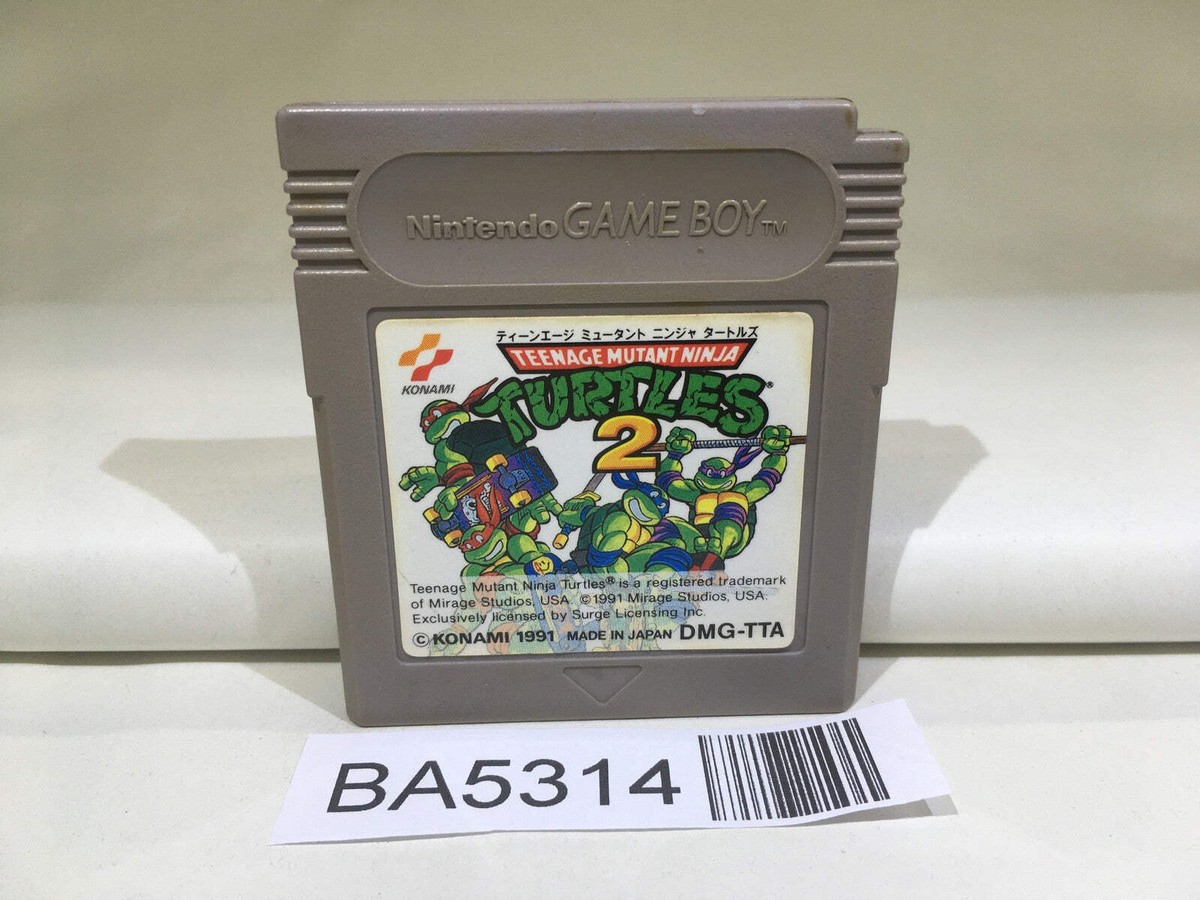 Nintendo GAME BOY TM
KONAMI
ティーンエージ ミュータント ニンジャ タートルズ
TEENAGE MUTANT NINJA
TURTLES®
2
Teenage Mutant Ninja Turtles® is a registered trademark
of Mirage Studios, USA. ©1991 Mirage Studios, USA.
Exclusively licensed by Surge Licensing Inc.
© KONAMI 1991 MADE IN JAPAN DMG-TTA
BA5314